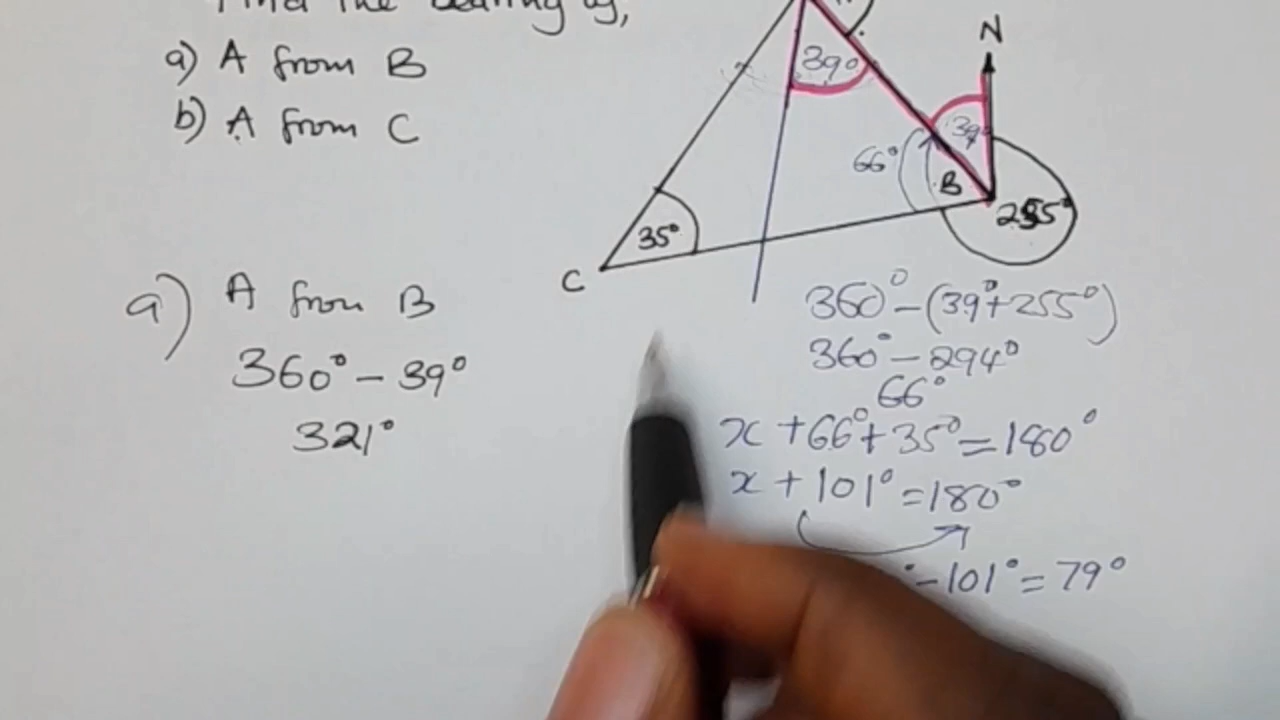 Find the bearing of,
a) A from B
b) A from C
39°
N
39°
66°
B
255°
35°
C
a) A from B
360° - 39°
321°
360° - (39° + 255°)
360° - 294°
66°
x + 66° + 35° = 180°
x + 101° = 180°
- 101° = 79°